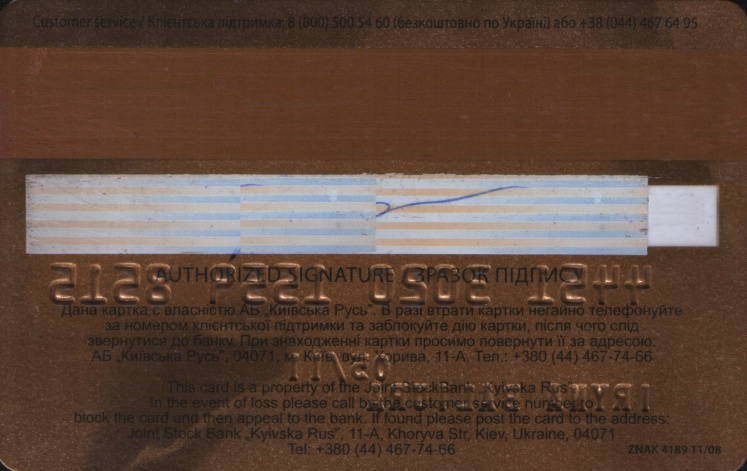 Customer service / Клієнтська підтримка: 8 (800) 500 54 60 (безкоштовно по Україні) або +38 (044) 467 64 95
AUTHORIZED SIGNATURE / ЗРАЗОК ПІДПИСУ
Дана картка є власністю АБ „Київська Русь". В разі втрати картки негайно телефонуйте
за номером клієнтської підтримки та заблокуйте дію картки, після чого слід
звернутися до банку. При знаходженні картки просимо повернути її за адресою:
АБ „Київська Русь", 04071, м. Київ, вул. Хорива, 11-А. Тел.: +380 (44) 467-74-66
This card is a property of the Joint StockBank „Kyivska Rus".
In the event of loss please call by the customer service number to
block the card and then appeal to the bank. If found please post the card to the address:
Joint Stock Bank „Kyivska Rus", 11-A, Khoryva Str, Kiev, Ukraine, 04071
Tel: +380 (44) 467-74-66
ZNAK 4189 11/08